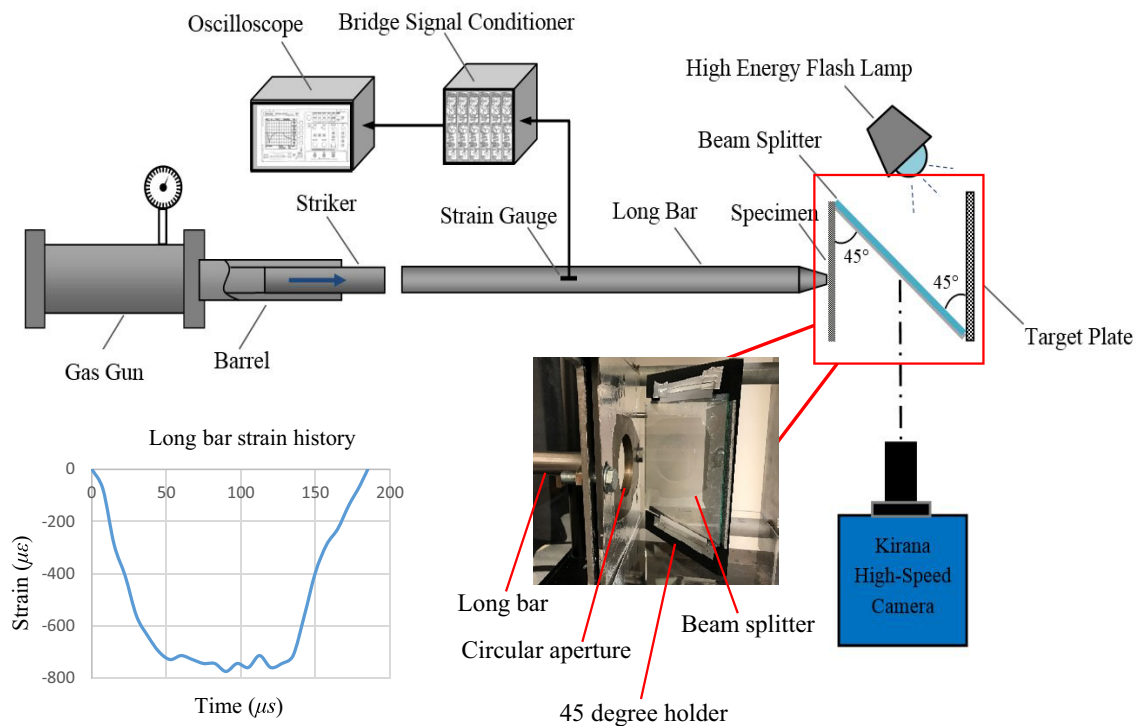 Oscilloscope
Bridge Signal Conditioner
High Energy Flash Lamp
Beam Splitter
Striker
Strain Gauge
Long Bar
Specimen
45°
45°
Gas Gun
Barrel
Target Plate
Long bar strain history
0
-200
-400
-600
-800
0
50
100
150
200
Strain (με)
Time (μs)
Long bar
Circular aperture
Beam splitter
45 degree holder
Kirana
High-Speed
Camera